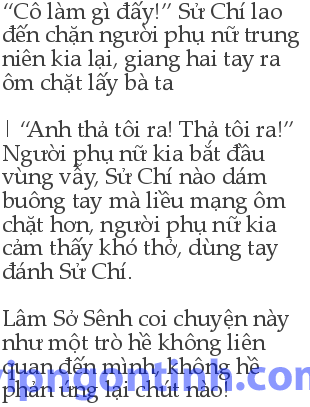 “Cô làm gì đấy!” Sử Chí lao
đến chặn người phụ nữ trung
niên kia lại, giang hai tay ra
ôm chặt lấy bà ta
| “Anh thả tôi ra! Thả tôi ra!”
Người phụ nữ kia bắt đầu
vùng vẫy, Sử Chí nào dám
buông tay mà liều mạng ôm
chặt hơn, người phụ nữ kia
cảm thấy khó thở, dùng tay
đánh Sử Chí.
Lâm Sở Sênh coi chuyện này
như một trò hề không liên
quan đến mình, không hề
phản ứng lại chút nào!
vipngontinh.com